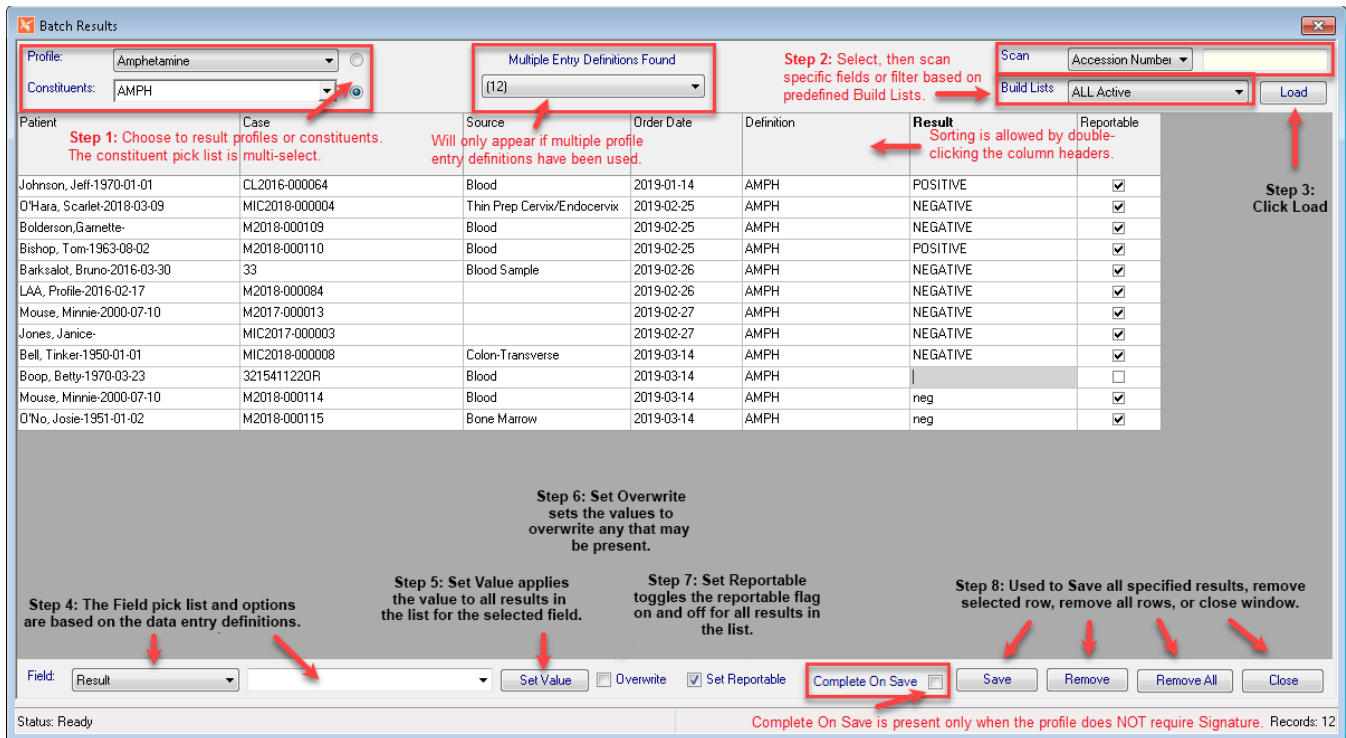 Batch Results
Profile:
Amphetamine
Constituents:
AMPH
Multiple Entry Definitions Found
(12)
Step 2: Select, then scan
specific fields or filter based on
predefined Build Lists.
Scan
Accession Number
Build Lists
ALL Active
Load
Patient Case Source Order Date Definition Result Reportable
Step 1: Choose to result profiles or constituents.
The constituent pick list is multi-select.
Will only appear if multiple profile
entry definitions have been used.
Sorting is allowed by double-
clicking the column headers.
Step 3:
Click Load
Johnson, Jeff-1970-01-01 CL2016-000064 Blood 2019-01-14 AMPH POSITIVE
O'Hara, Scarlet-2018-03-09 MIC2018-000004 Thin Prep Cervix/Endocervix 2019-02-25 AMPH NEGATIVE
Bolderson,Garnette- M2018-000109 Blood 2019-02-25 AMPH NEGATIVE
Bishop, Tom-1963-08-02 M2018-000110 Blood 2019-02-25 AMPH POSITIVE
Barksalot, Bruno-2016-03-30 33 Blood Sample 2019-02-26 AMPH NEGATIVE
LAA, Profile-2016-02-17 M2018-000084 2019-02-26 AMPH NEGATIVE
Mouse, Minnie-2000-07-10 M2017-000013 2019-02-27 AMPH NEGATIVE
Jones, Janice- MIC2017-000003 2019-02-27 AMPH NEGATIVE
Bell, Tinker-1950-01-01 MIC2018-000008 Colon-Transverse 2019-03-14 AMPH NEGATIVE
Boop, Betty-1970-03-23 321541122OR Blood 2019-03-14 AMPH
Mouse, Minnie-2000-07-10 M2018-000114 Blood 2019-03-14 AMPH neg
O'No, Josie-1951-01-02 M2018-000115 Bone Marrow 2019-03-14 AMPH neg
Step 6: Set Overwrite
sets the values to
overwrite any that may
be present.
Step 4: The Field pick list and options
are based on the data entry definitions.
Step 5: Set Value applies
the value to all results in
the list for the selected field.
Step 7: Set Reportable
toggles the reportable flag
on and off for all results in
the list.
Step 8: Used to Save all specified results, remove
selected row, remove all rows, or close window.
Field:
Result
Set Value
Overwrite
Set Reportable
Complete On Save
Save
Remove
Remove All
Close
Status: Ready
Complete On Save is present only when the profile does NOT require Signature.
Records: 12